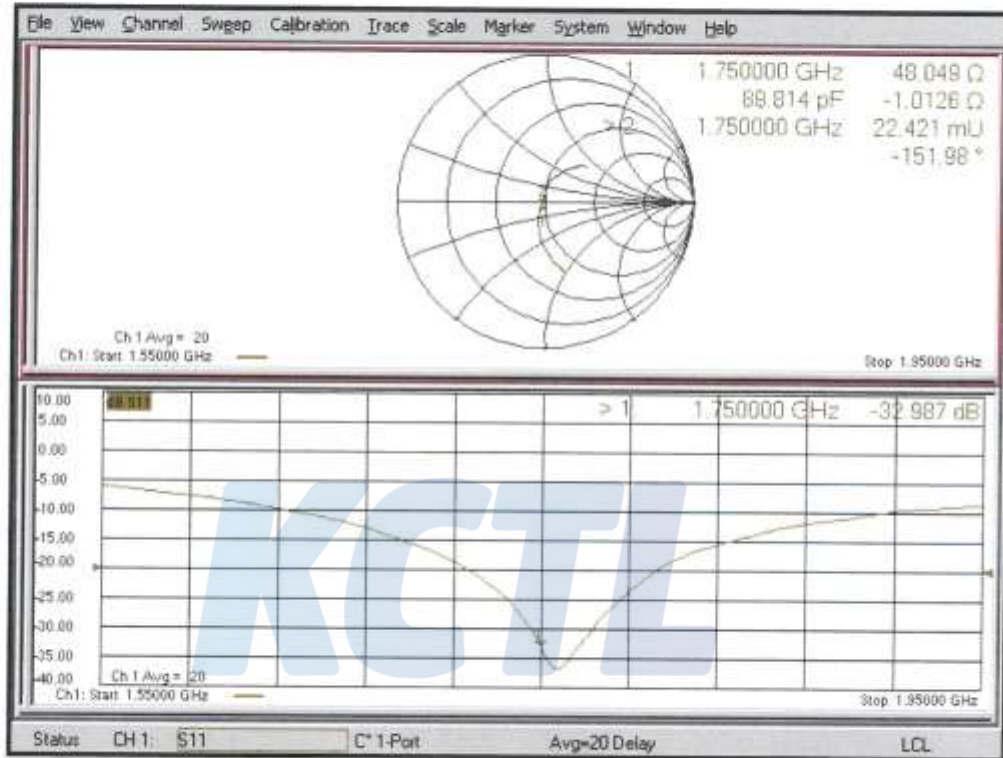 File View Channel Sweep Calibration Trace Scale Marker System Window Help
1 1.750000 GHz 48.049 Ω
89.814 pF -1.0126 Ω
> 2 1.750000 GHz 22.421 mU
-151.98 °
Ch 1 Avg = 20
Ch1: Start 1.55000 GHz
Stop 1.95000 GHz
10.00
5.00
0.00
-5.00
-10.00
-15.00
-20.00
-25.00
-30.00
-35.00
-40.00
> 1 1.750000 GHz -32.987 dB
KCTL
Ch 1 Avg = 20
Ch1: Start 1.55000 GHz
Stop 1.95000 GHz
Status CH 1: S11 C* 1-Port Avg=20 Delay LCL